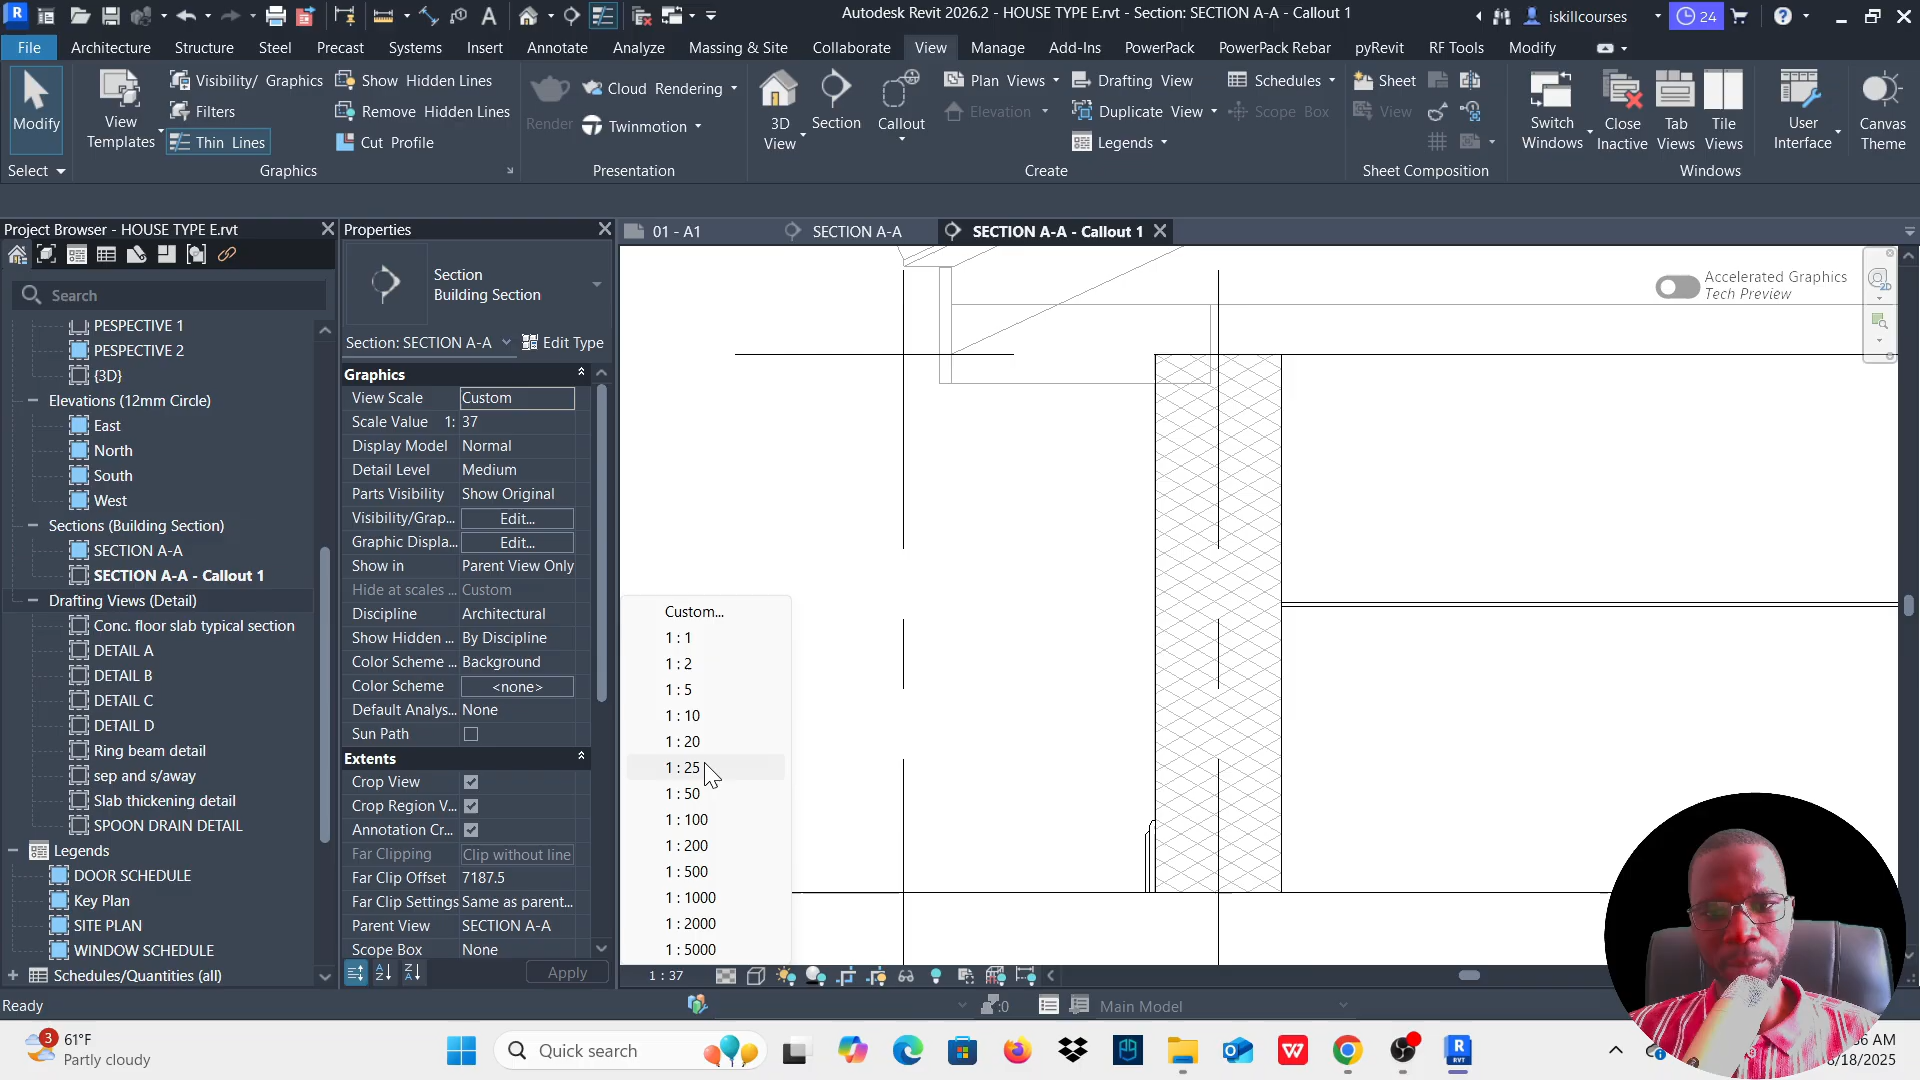 Autodesk Revit 2026.2 - HOUSE TYPE E.rvt - Section: SECTION A-A - Callout 1
iskillcourses
24
File Architecture Structure Steel Precast Systems Insert Annotate Analyze Massing & Site Collaborate View Manage Add-Ins PowerPack PowerPack Rebar pyRevit RF Tools Modify
Modify
View Templates
Visibility/ Graphics
Filters
Thin Lines
Show Hidden Lines
Remove Hidden Lines
Cut Profile
Render
Cloud Rendering
Twinmotion
3D View
Section
Callout
Plan Views
Elevation
Drafting View
Duplicate View
Legends
Schedules
Scope Box
Sheet
View
Switch Windows
Close Inactive
Tab Views
Tile Views
User Interface
Canvas Theme
Select
Graphics
Presentation
Create
Sheet Composition
Windows
Project Browser - HOUSE TYPE E.rvt
Search
PESPECTIVE 1
PESPECTIVE 2
{3D}
Elevations (12mm Circle)
East
North
South
West
Sections (Building Section)
SECTION A-A
SECTION A-A - Callout 1
Drafting Views (Detail)
Conc. floor slab typical section
DETAIL A
DETAIL B
DETAIL C
DETAIL D
Ring beam detail
sep and s/away
Slab thickening detail
SPOON DRAIN DETAIL
Legends
DOOR SCHEDULE
Key Plan
SITE PLAN
WINDOW SCHEDULE
Schedules/Quantities (all)
Properties
Section
Building Section
Section: SECTION A-A
Edit Type
Graphics
View Scale Custom
Scale Value 1: 37
Display Model Normal
Detail Level Medium
Parts Visibility Show Original
Visibility/Grap... Edit...
Graphic Displa... Edit...
Show in Parent View Only
Hide at scales ... Custom
Discipline Architectural
Show Hidden ... By Discipline
Color Scheme ... Background
Color Scheme <none>
Default Analys... None
Sun Path
Extents
Crop View
Crop Region V...
Annotation Cr...
Far Clipping Clip without line
Far Clip Offset 7187.5
Far Clip Settings Same as parent...
Parent View SECTION A-A
Scope Box None
Apply
01 - A1
SECTION A-A
SECTION A-A - Callout 1
Accelerated Graphics
Tech Preview
2D
Custom...
1 : 1
1 : 2
1 : 5
1 : 10
1 : 20
1 : 25
1 : 50
1 : 100
1 : 200
1 : 500
1 : 1000
1 : 2000
1 : 5000
1 : 37
Ready
:0
Main Model
3
61°F
Partly cloudy
Quick search